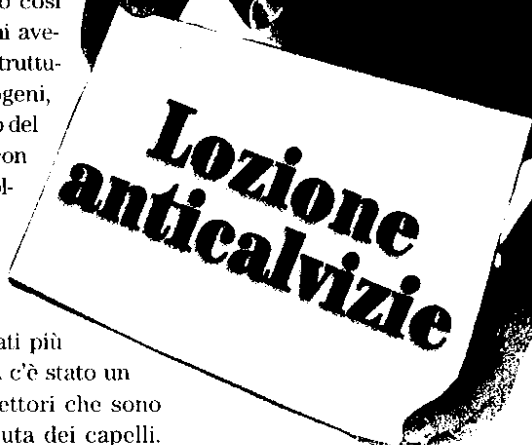 così
ni ave-
truttu-
ogeni,
del
on
ol-
ati più
c'è stato un
ettori che sono
uta dei capelli.
Lozione
anticalvizie